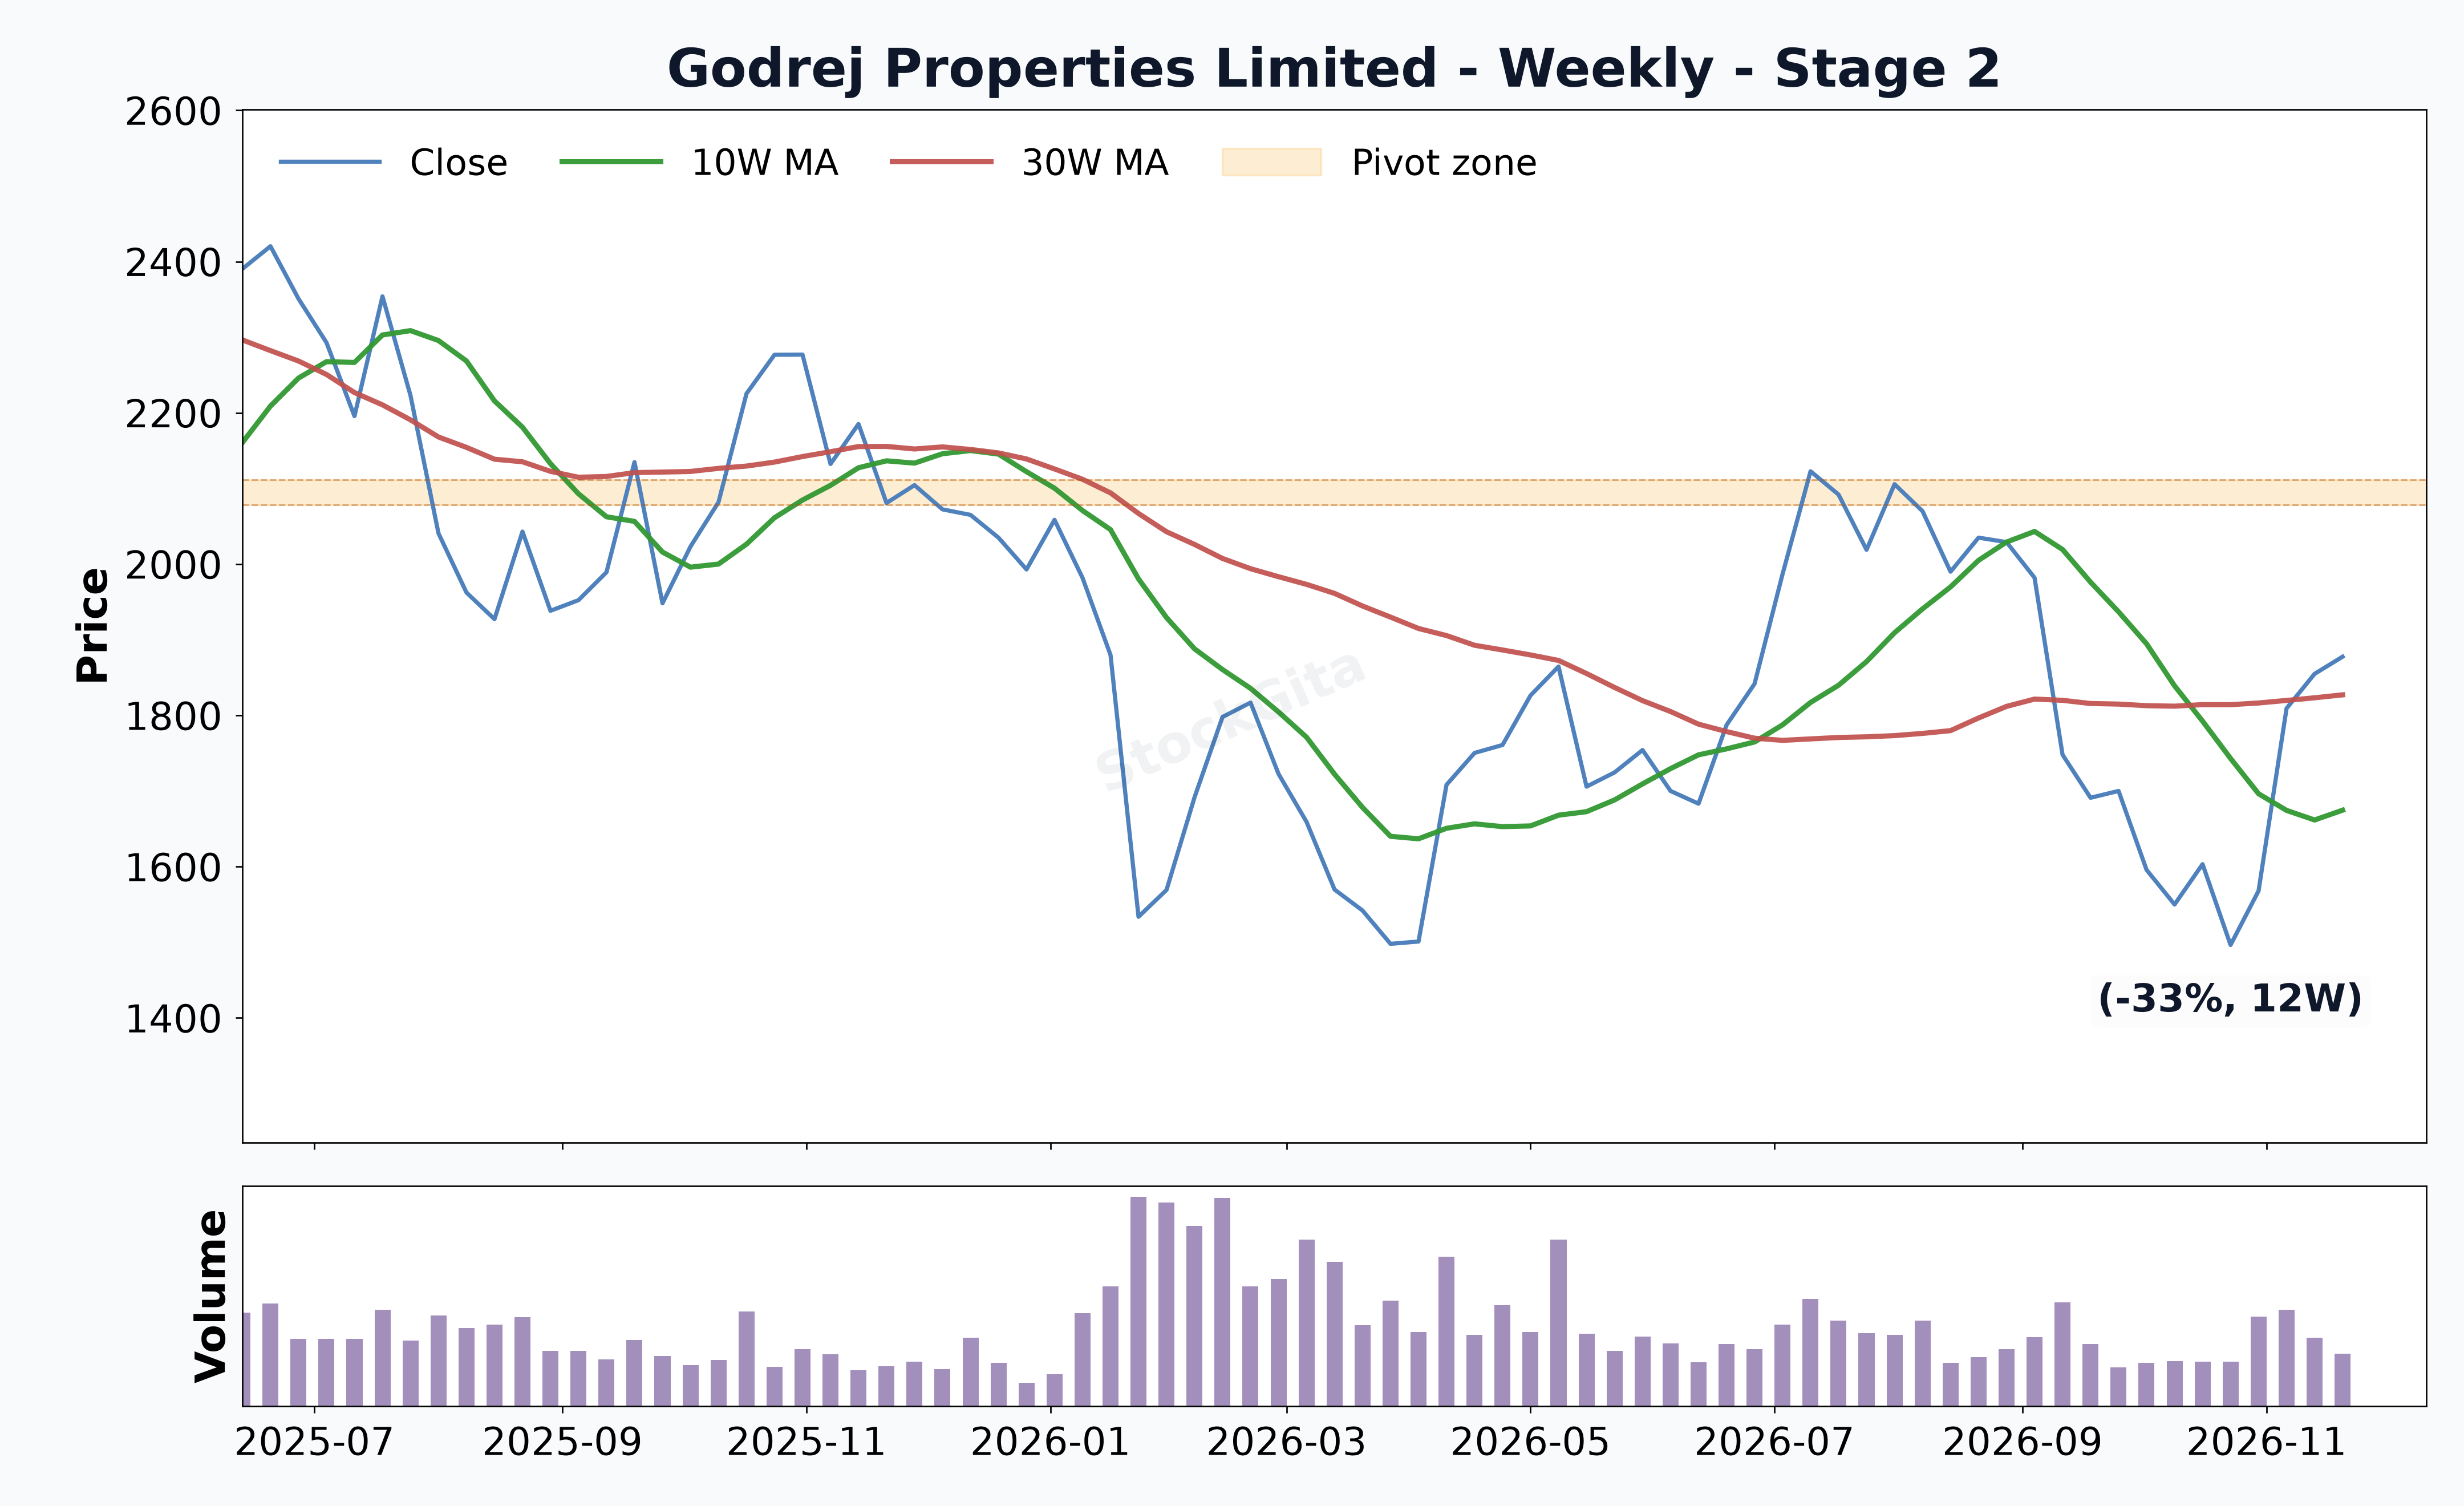 Godrej Properties Limited - Weekly - Stage 2
Close 10W MA 30W MA Pivot zone
2600
2400
2200
2000
1800
1600
1400
Price
StockGita
(-33%, 12W)
Volume
2025-07 2025-09 2025-11 2026-01 2026-03 2026-05 2026-07 2026-09 2026-11